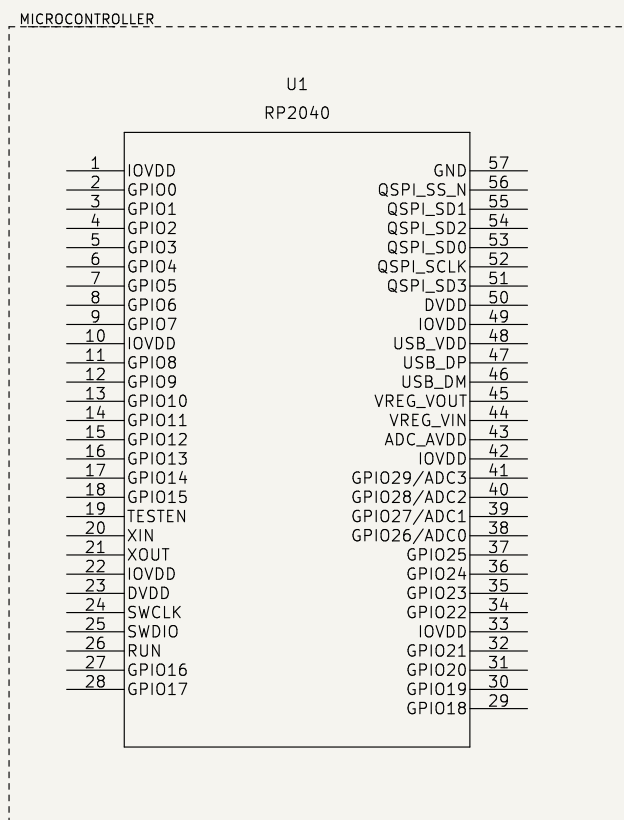 MICROCONTROLLER
U1
RP2040
1 IOVDD
2 GPIO0
3 GPIO1
4 GPIO2
5 GPIO3
6 GPIO4
7 GPIO5
8 GPIO6
9 GPIO7
10 IOVDD
11 GPIO8
12 GPIO9
13 GPIO10
14 GPIO11
15 GPIO12
16 GPIO13
17 GPIO14
18 GPIO15
19 TESTEN
20 XIN
21 XOUT
22 IOVDD
23 DVDD
24 SWCLK
25 SWDIO
26 RUN
27 GPIO16
28 GPIO17
GND 57
QSPI_SS_N 56
QSPI_SD1 55
QSPI_SD2 54
QSPI_SD0 53
QSPI_SCLK 52
QSPI_SD3 51
DVDD 50
IOVDD 49
USB_VDD 48
USB_DP 47
USB_DM 46
VREG_VOUT 45
VREG_VIN 44
ADC_AVDD 43
IOVDD 42
GPIO29/ADC3 41
GPIO28/ADC2 40
GPIO27/ADC1 39
GPIO26/ADC0 38
GPIO25 37
GPIO24 36
GPIO23 35
GPIO22 34
IOVDD 33
GPIO21 32
GPIO20 31
GPIO19 30
GPIO18 29